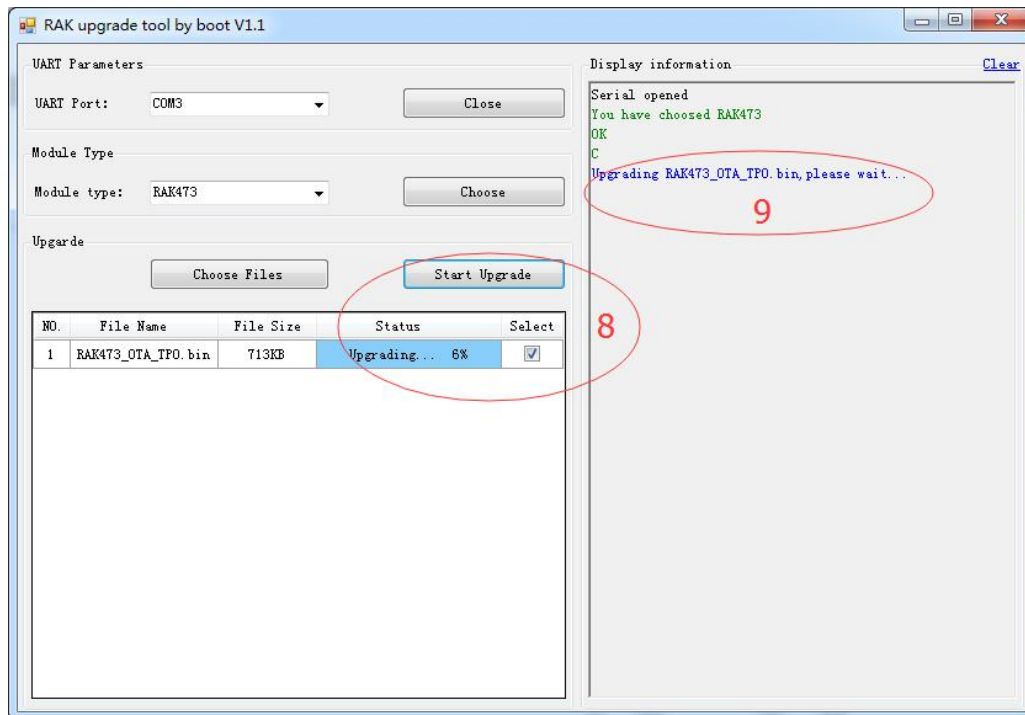 RAK upgrade tool by boot V1.1
UART Parameters
UART Port:
COM3
Close
Module Type
Module type:
RAK473
Choose
Upgarde
Choose Files
Start Upgrade
NO.
File Name
File Size
Status
Select
1
RAK473_OTA_TPO.bin
713KB
Upgrading... 6%
8
Display information
Clear
Serial opened
You have choosed RAK473
OK
C
Upgrading RAK473_OTA_TPO.bin,please wait...
9